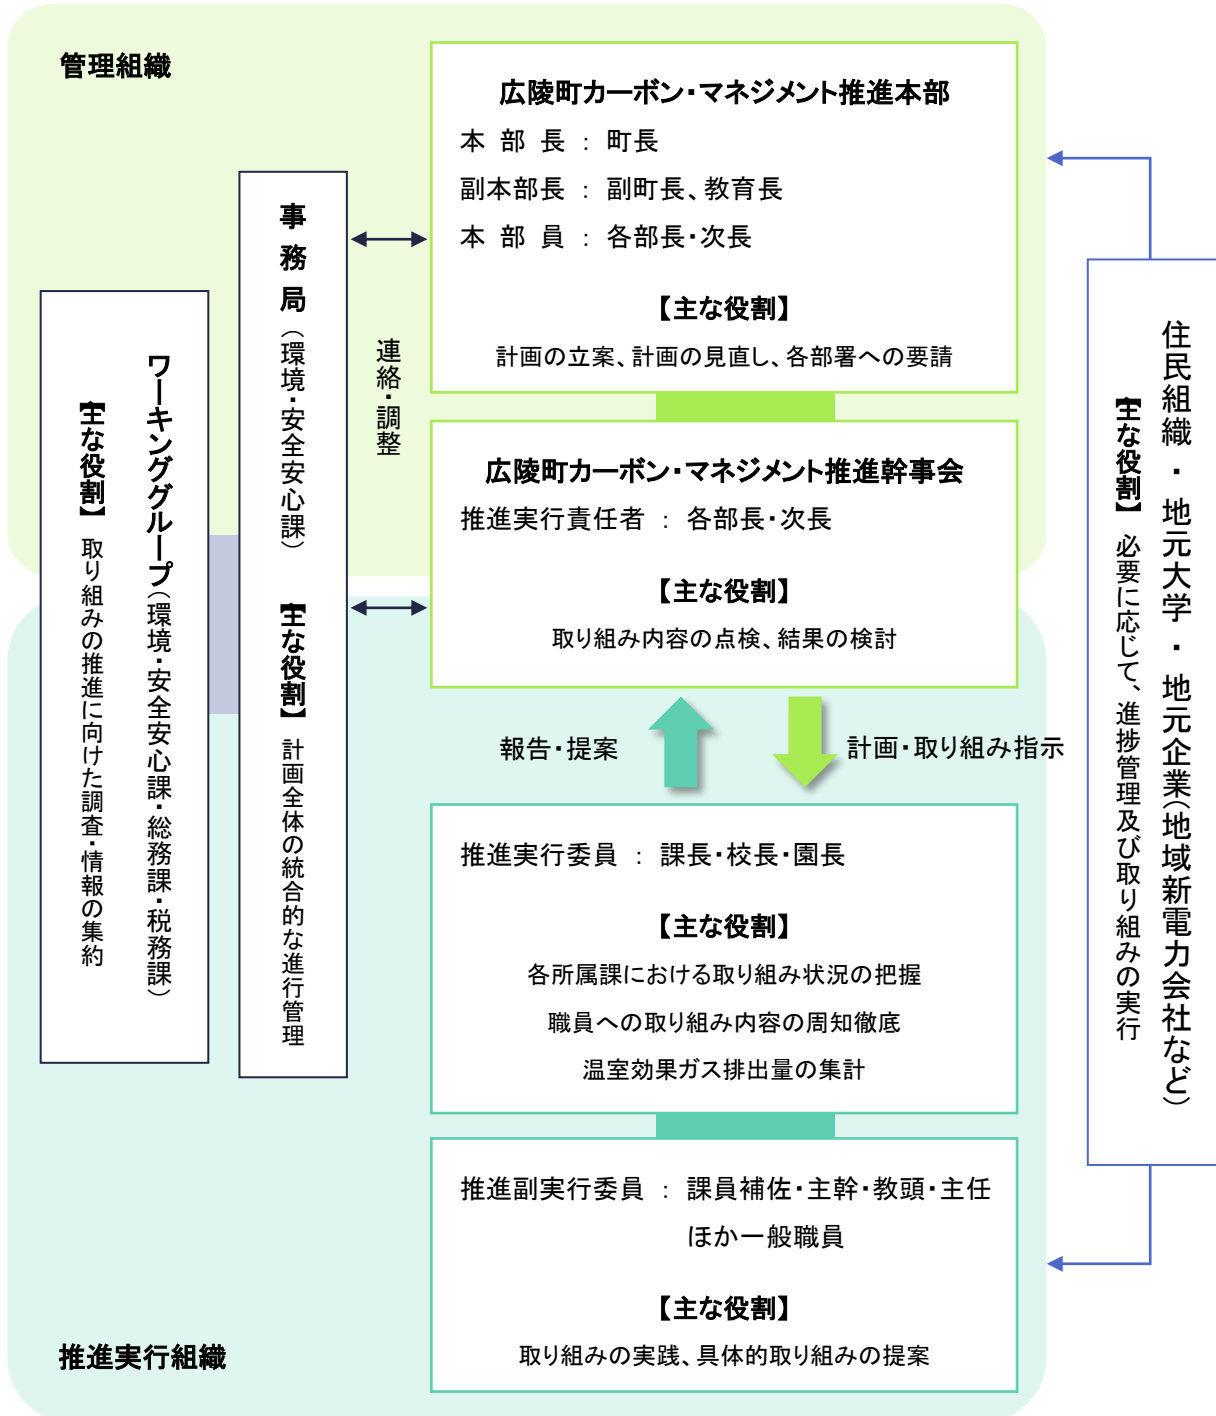 管理組織
広陵町カーボン・マネジメント推進本部
本 部 長 ： 町長
副本部長 ： 副町長、教育長
本 部 員 ： 各部長・次長
【主な役割】
計画の立案、計画の見直し、各部署への要請
広陵町カーボン・マネジメント推進幹事会
推進実行責任者 ： 各部長・次長
【主な役割】
取り組み内容の点検、結果の検討
連絡・調整
事務局（環境・安全安心課）
【主な役割】 計画全体の統合的な進行管理
ワーキンググループ（環境・安全安心課・総務課・税務課）
【主な役割】 取り組みの推進に向けた調査・情報の集約
報告・提案
計画・取り組み指示
推進実行委員 ： 課長・校長・園長
【主な役割】
各所属課における取り組み状況の把握
職員への取り組み内容の周知徹底
温室効果ガス排出量の集計
推進副実行委員 ： 課員補佐・主幹・教頭・主任
ほか一般職員
【主な役割】
取り組みの実践、具体的取り組みの提案
推進実行組織
住民組織 ・ 地元大学 ・ 地元企業（地域新電力会社など）
【主な役割】 必要に応じて、進捗管理及び取り組みの実行